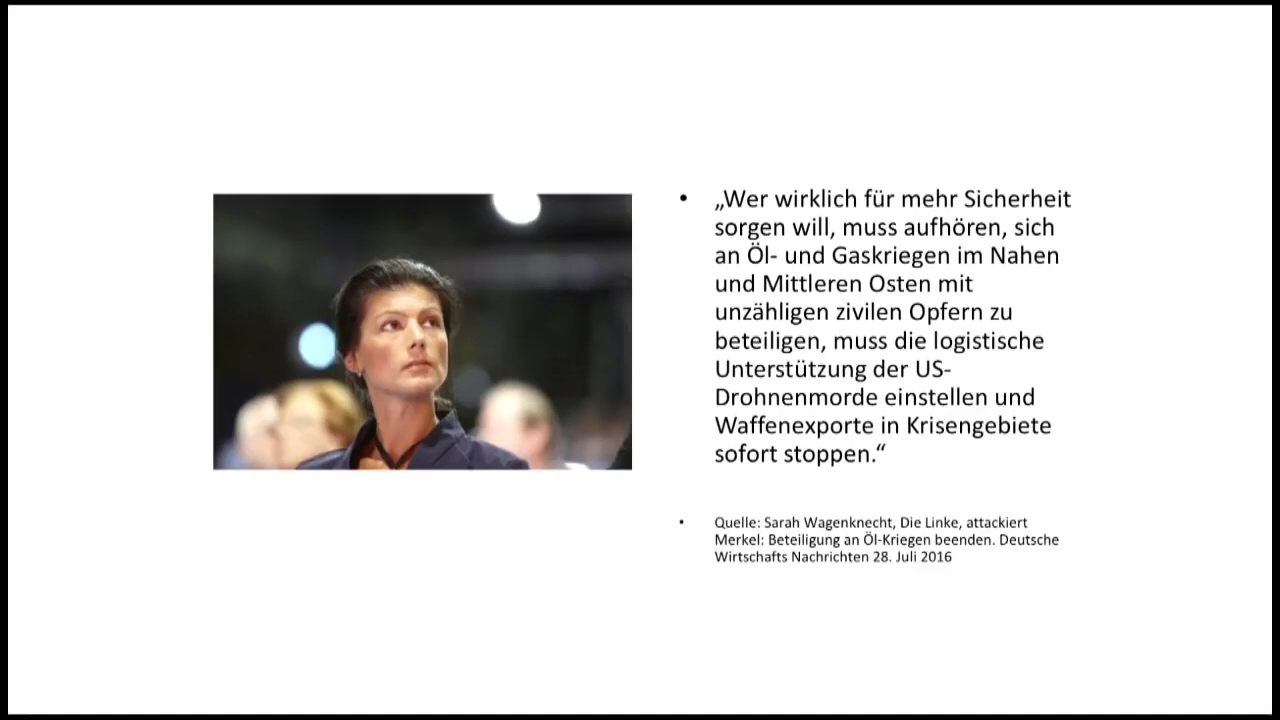 • „Wer wirklich für mehr Sicherheit
sorgen will, muss aufhören, sich
an Öl- und Gaskriegen im Nahen
und Mittleren Osten mit
unzähligen zivilen Opfern zu
beteiligen, muss die logistische
Unterstützung der US-
Drohnenmorde einstellen und
Waffenexporte in Krisengebiete
sofort stoppen.“
• Quelle: Sarah Wagenknecht, Die Linke, attackiert
Merkel: Beteiligung an Öl-Kriegen beenden. Deutsche
Wirtschafts Nachrichten 28. Juli 2016